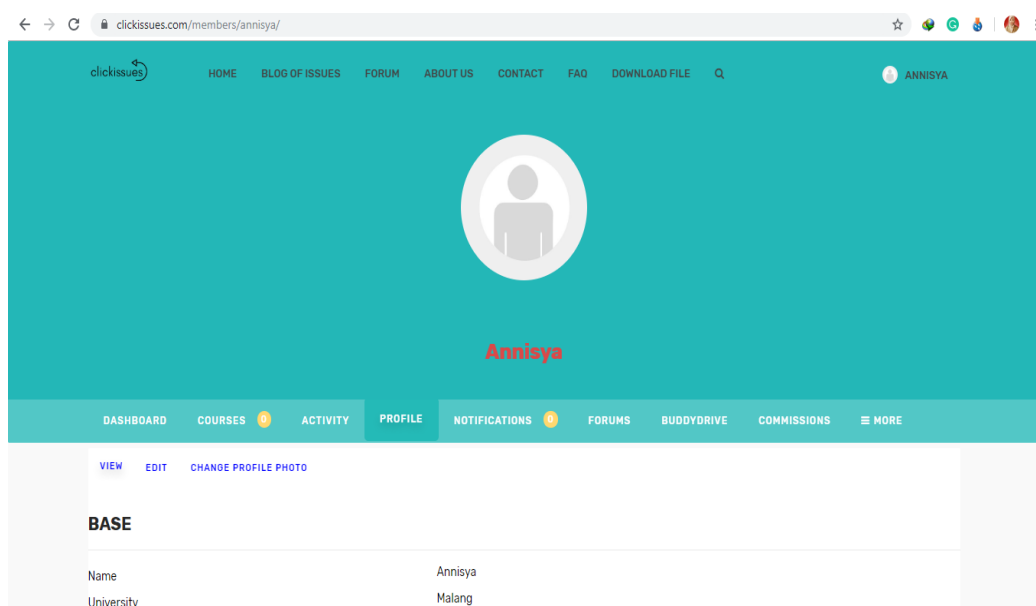 clickissues.com/members/annisya/
clickissues
HOME BLOG OF ISSUES FORUM ABOUT US CONTACT FAQ DOWNLOAD FILE ANNISYA
Annisya
DASHBOARD COURSES 0 ACTIVITY PROFILE NOTIFICATIONS 0 FORUMS BUDDYDRIVE COMMISSIONS MORE
VIEW EDIT CHANGE PROFILE PHOTO
BASE
Name Annisya
University Malang